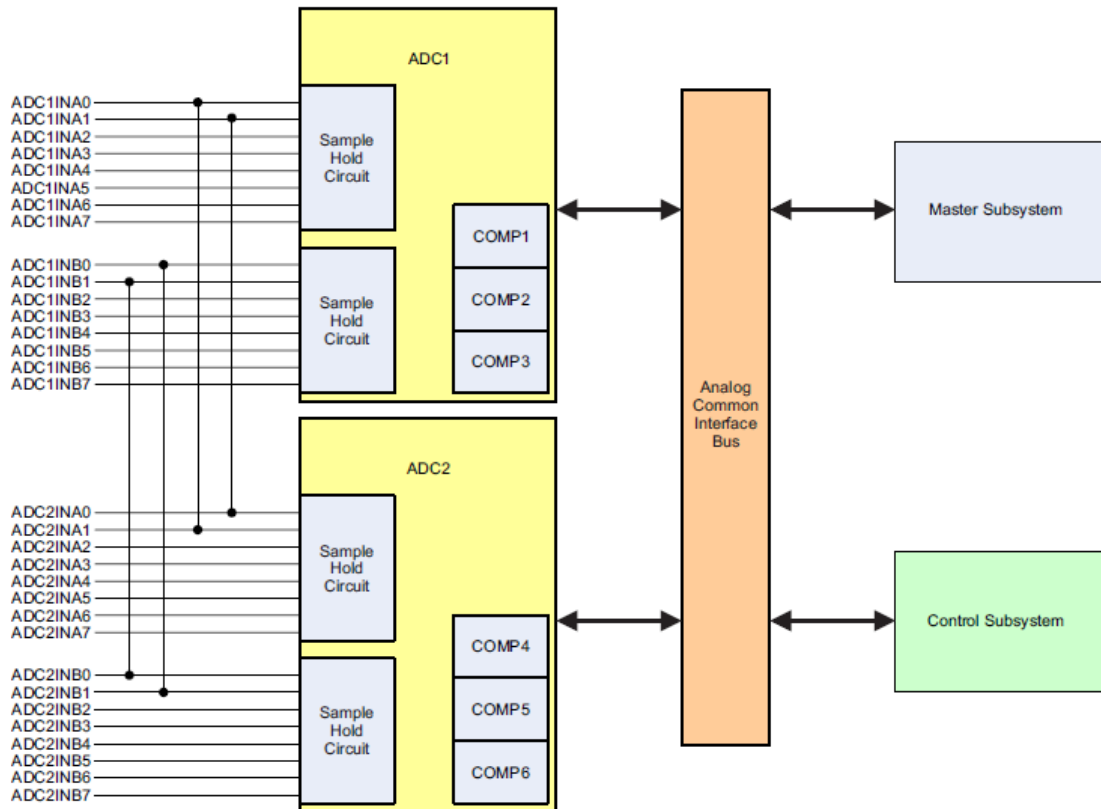 ADC1
ADC1INA0
ADC1INA1
ADC1INA2
ADC1INA3
ADC1INA4
ADC1INA5
ADC1INA6
ADC1INA7
Sample
Hold
Circuit
ADC1INB0
ADC1INB1
ADC1INB2
ADC1INB3
ADC1INB4
ADC1INB5
ADC1INB6
ADC1INB7
Sample
Hold
Circuit
COMP1
COMP2
COMP3
ADC2
ADC2INA0
ADC2INA1
ADC2INA2
ADC2INA3
ADC2INA4
ADC2INA5
ADC2INA6
ADC2INA7
Sample
Hold
Circuit
ADC2INB0
ADC2INB1
ADC2INB2
ADC2INB3
ADC2INB4
ADC2INB5
ADC2INB6
ADC2INB7
Sample
Hold
Circuit
COMP4
COMP5
COMP6
Analog
Common
Interface
Bus
Master Subsystem
Control Subsystem